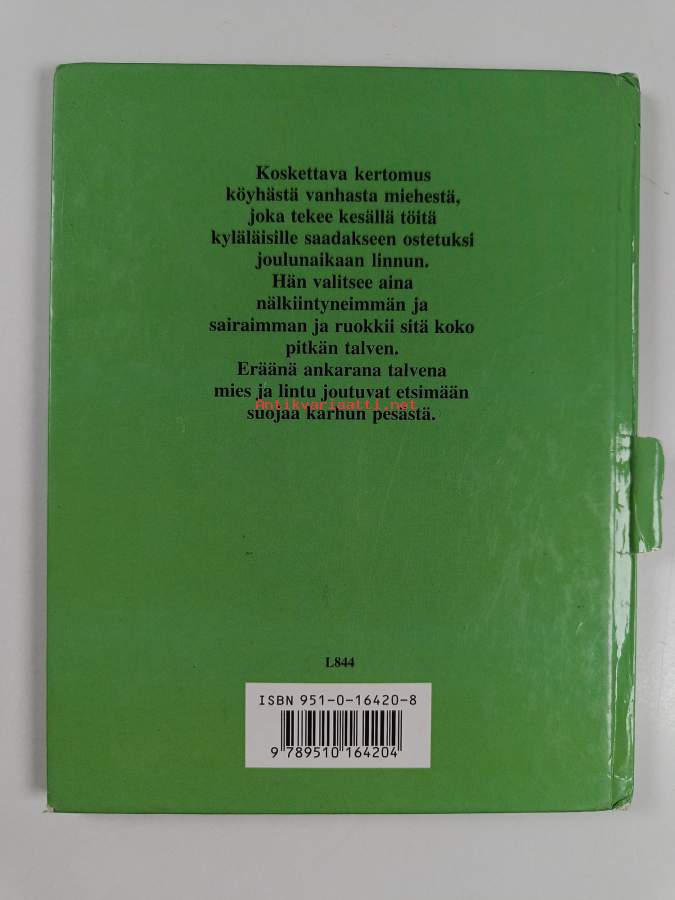 Koskettava kertomus
köyhästä vanhasta miehestä,
joka tekee kesällä töitä
kyläläisille saadakseen ostetuksi
joulunaikaan linnun.
Hän valitsee aina
nälkiintyneimmän ja
sairaimman ja ruokkii sitä koko
pitkän talven.
Eräänä ankarana talvena
mies ja lintu joutuvat etsimään
Antikvariaatti.net
suojaa karhun pesästä.
L844
ISBN 951-0-16420-8
9 789510 164204